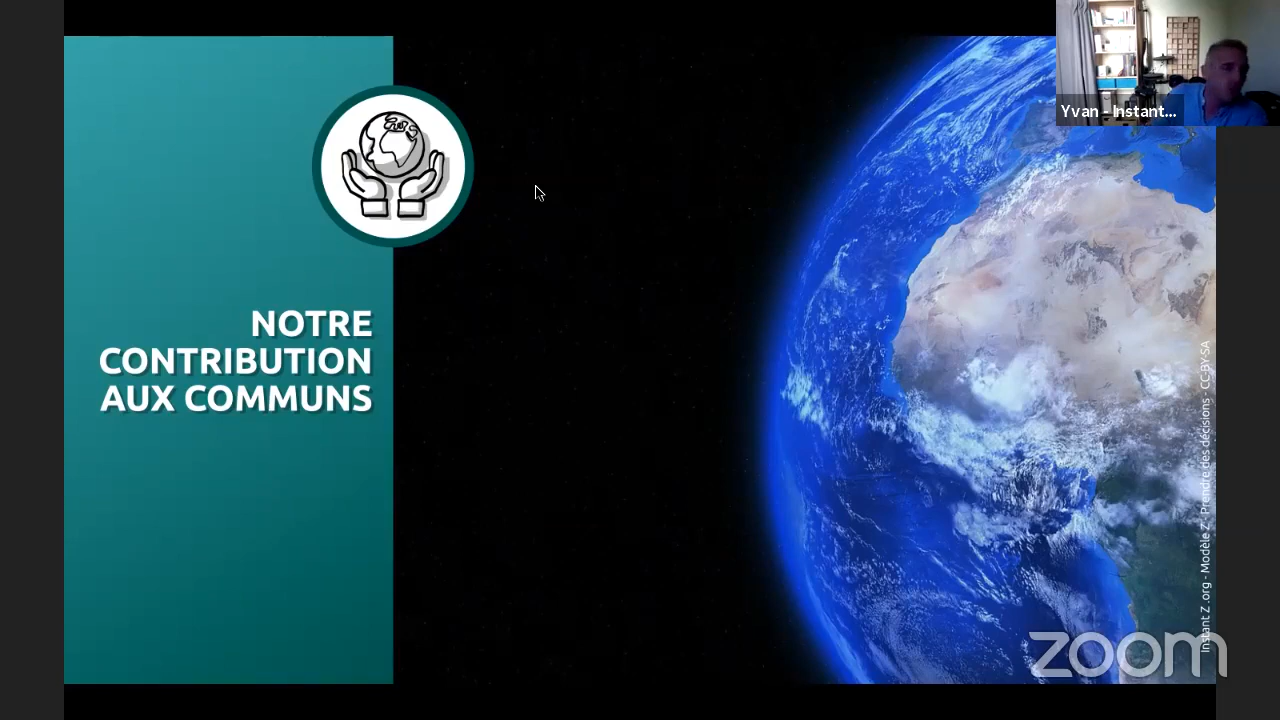 Yvan - Instant...
NOTRE
CONTRIBUTION
AUX COMMUNS
Instant Z .org - Modèle Z - Prendre des décisions - CC-BY-SA
zoom